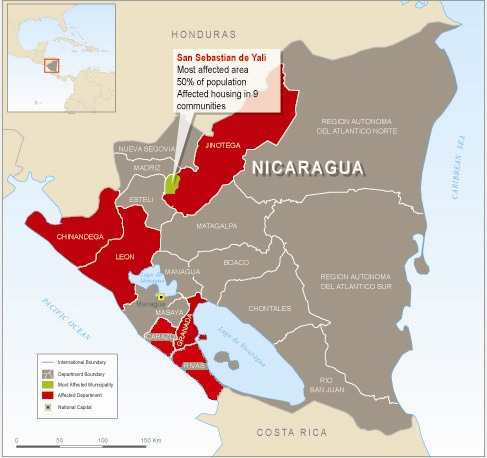 HONDURAS
San Sebastian de Yali
Most affected area
50% of population
Affected housing in 9
communities
REGION AUTONOMA
DEL ATLANTICO NORTE
CARIBBEAN SEA
NUEVA SEGOVIA
JINOTEGA
MADRIZ
NICARAGUA
ESTELI
MATAGALPA
CHINANDEGA
LEON
BOACO
Lago de
Managua
MANAGUA
REGION AUTONOMA
DEL ATLANTICO SUR
Managua
MASAYA
CHONTALES
PACIFIC OCEAN
CARAZO
GRANADA
Lago de Nicaragua
RIVAS
RIO
SAN JUAN
International Boundary
Department Boundary
Most Affected Municipality
Affected Department
National Capital
COSTA RICA
0 50 100 150 Km